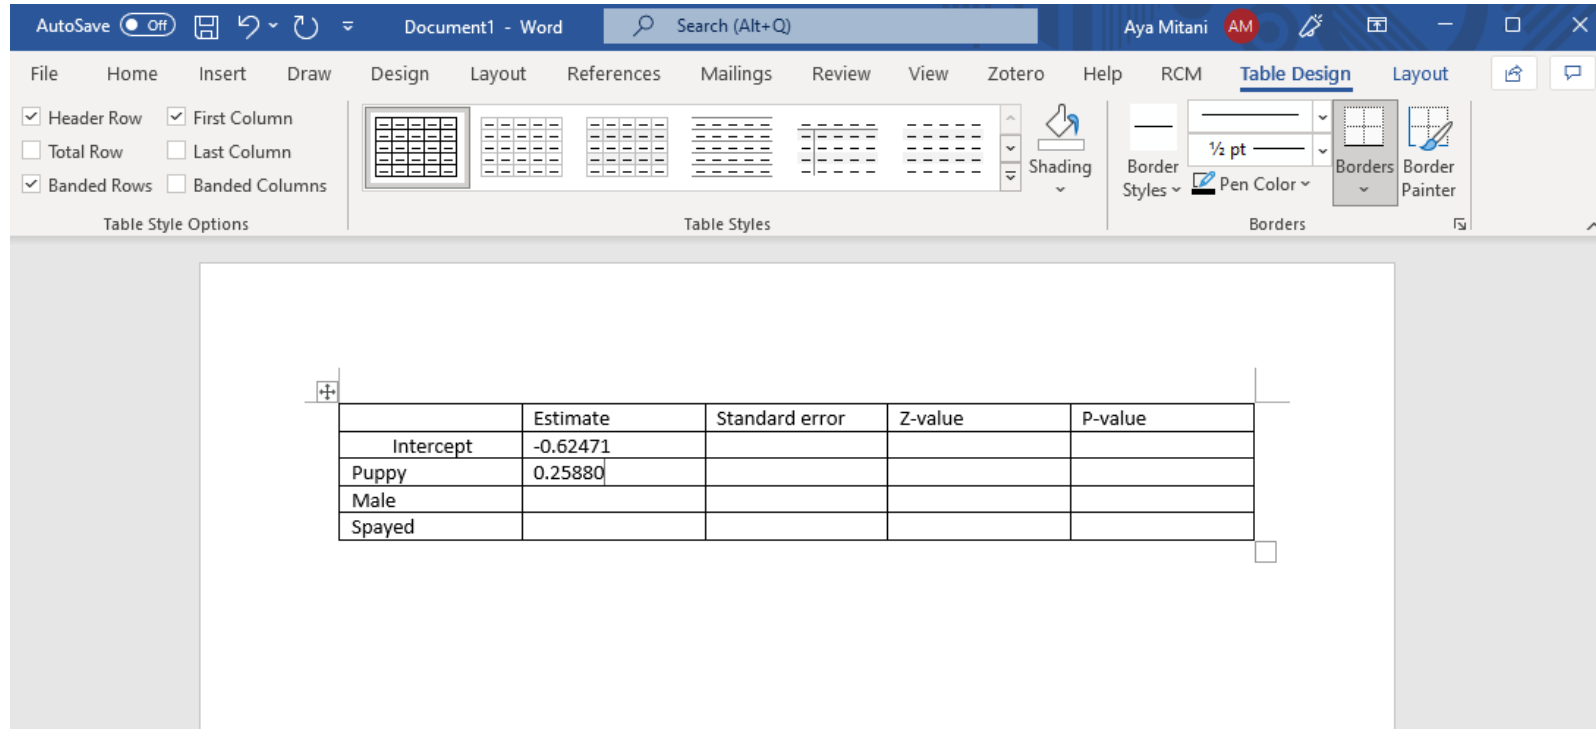 AutoSave Off Document1 - Word Search (Alt+Q) Aya Mitani AM
File Home Insert Draw Design Layout References Mailings Review View Zotero Help RCM Table Design Layout
Header Row First Column
Total Row Last Column
Banded Rows Banded Columns
Table Style Options
Shading
Table Styles
Border Styles
½ pt
Pen Color
Borders
Border Painter
Borders
Estimate Standard error Z-value P-value
Intercept -0.62471
Puppy 0.25880
Male
Spayed